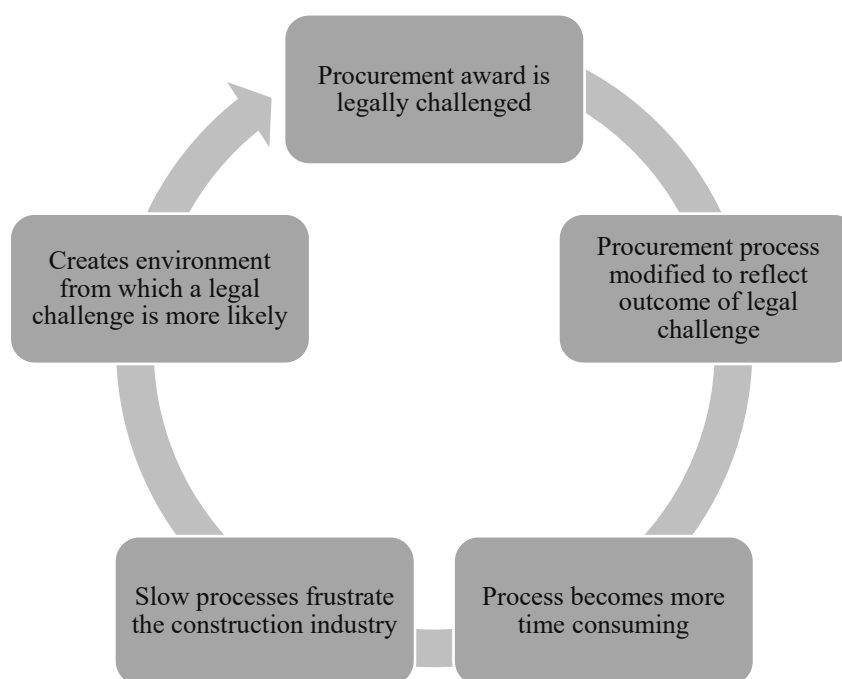 Procurement award is
legally challenged
Procurement process
modified to reflect
outcome of legal
challenge
Process becomes more
time consuming
Slow processes frustrate
the construction industry
Creates environment
from which a legal
challenge is more likely